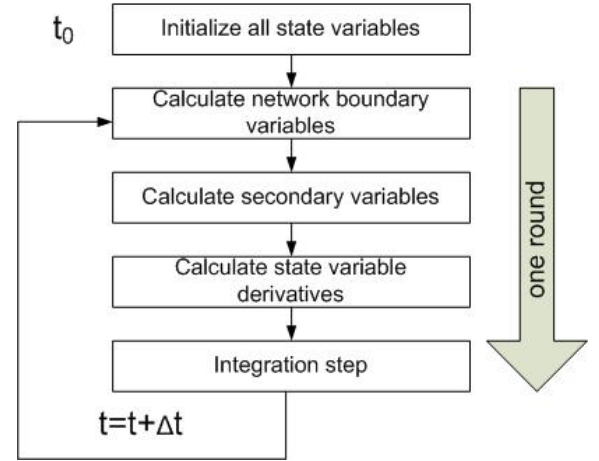 t₀
Initialize all state variables
Calculate network boundary
variables
Calculate secondary variables
Calculate state variable
derivatives
Integration step
t=t+Δt
one round